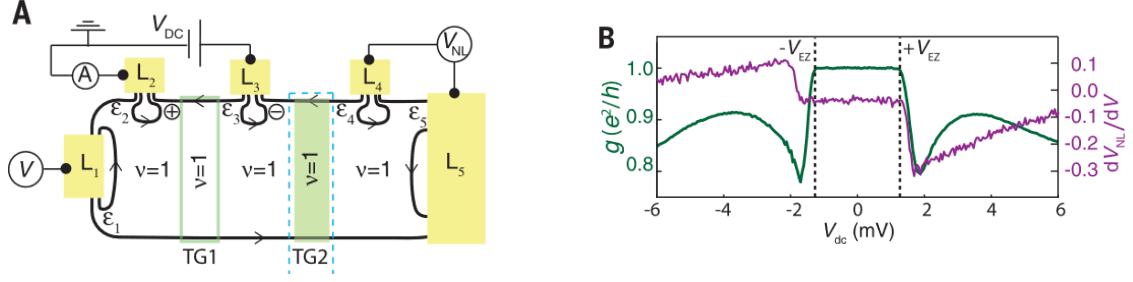 A
V_DC
A
L₂
L₃
V_NL
L₄
ε₂
⊕
ε₃
⊖
ε₄
ε₅
V
L₁
ν=1
ν=1
ν=1
ν=1
ν=1
L₅
ε₁
TG1
TG2
B
-V_EZ
+V_EZ
g (e²/h)
1.0
0.9
0.8
0.1
0.0
-0.1
-0.2
-0.3
dV_NL/dV
-6 -4 -2 0 2 4 6
V_dc (mV)